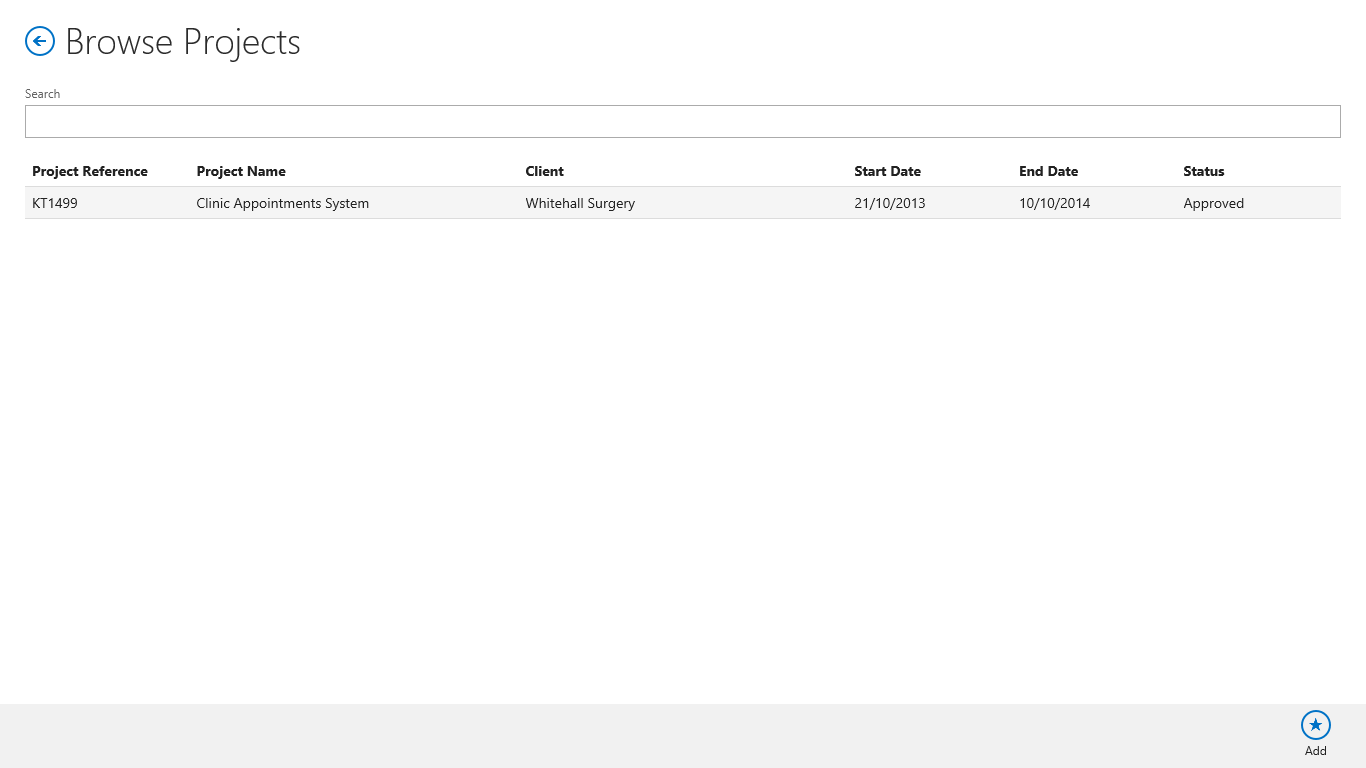 Browse Projects
Search
Project Reference Project Name Client Start Date End Date Status
KT1499 Clinic Appointments System Whitehall Surgery 21/10/2013 10/10/2014 Approved
Add